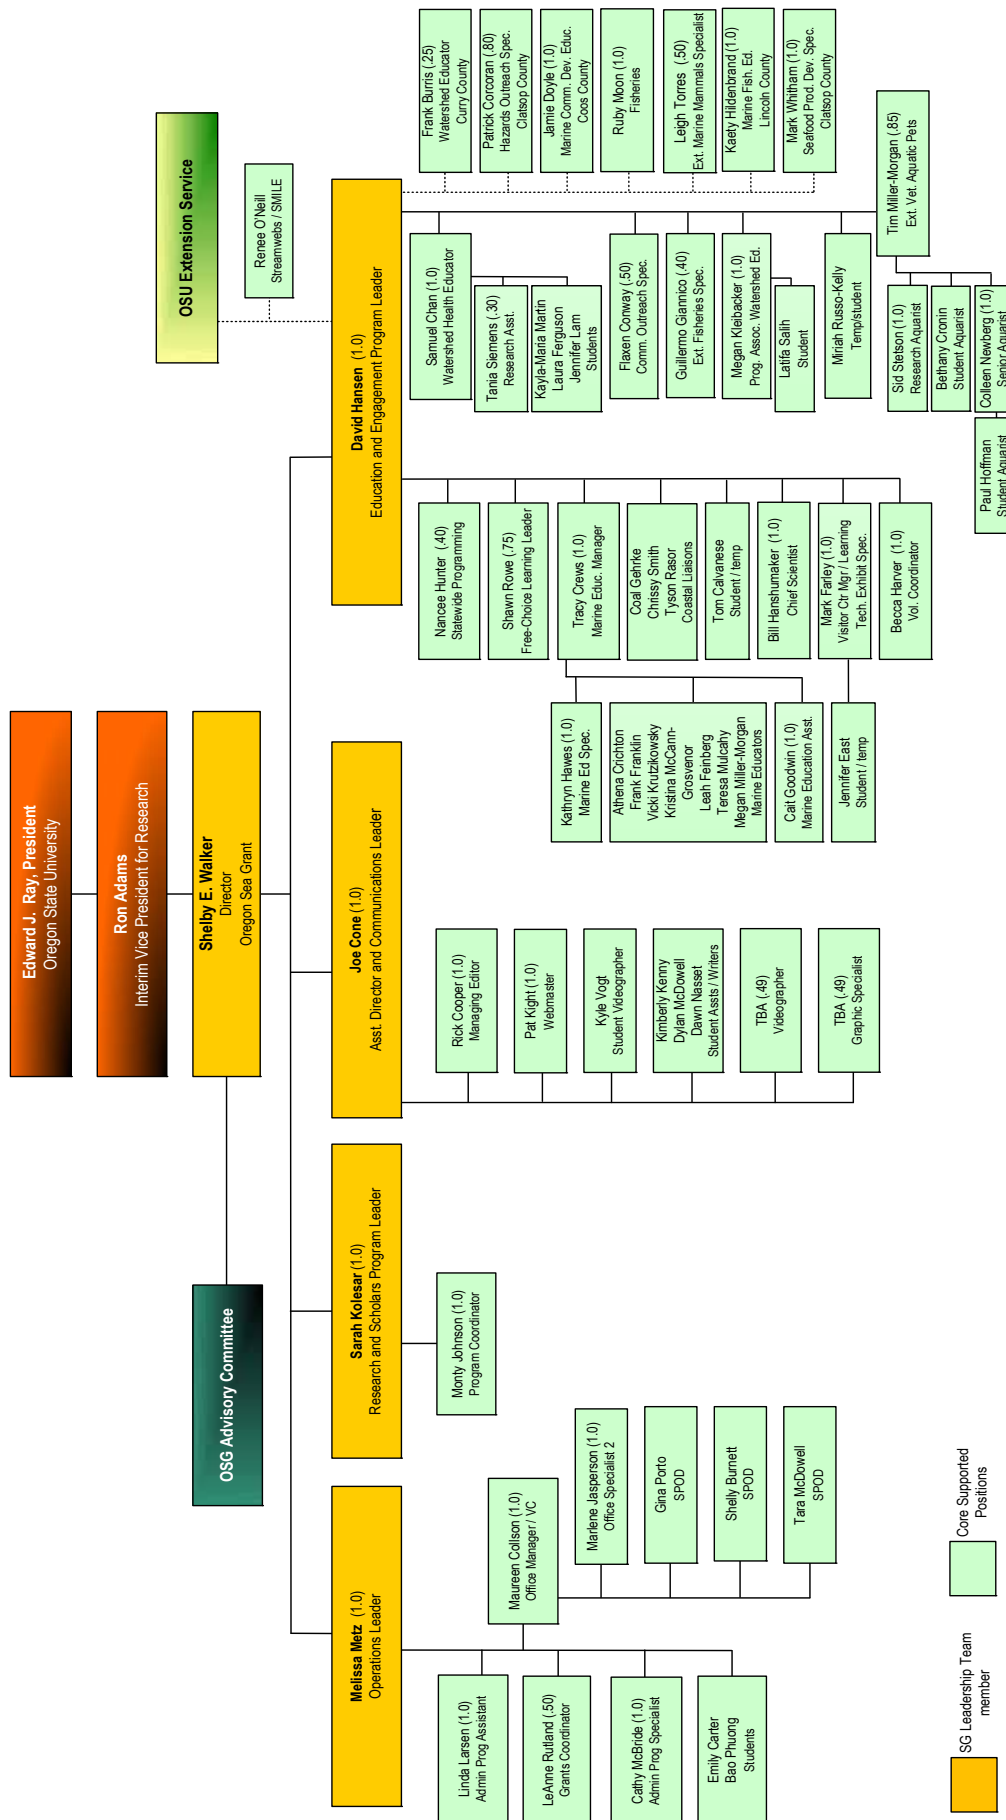 Edward J. Ray, President
Oregon State University
Ron Adams
Interim Vice President for Research
Shelby E. Walker
Director
Oregon Sea Grant
OSG Advisory Committee
OSU Extension Service
Renee O'Neill
Streamwebs / SMILE
Melissa Metz (1.0)
Operations Leader
Sarah Kolesar (1.0)
Research and Scholars Program Leader
Joe Cone (1.0)
Asst. Director and Communications Leader
David Hansen (1.0)
Education and Engagement Program Leader
Linda Larsen (1.0)
Admin Prog Assistant
LeAnne Rutland (.50)
Grants Coordinator
Cathy McBride (1.0)
Admin Prog Specialist
Emily Carter
Bao Phuong
Students
Maureen Collson (1.0)
Office Manager / VC
Marlene Jasperson (1.0)
Office Specialist 2
Gina Porto
SPOD
Shelly Burnett
SPOD
Tara McDowell
SPOD
Monty Johnson (1.0)
Program Coordinator
Rick Cooper (1.0)
Managing Editor
Pat Kight (1.0)
Webmaster
Kyle Vogt
Student Videographer
Kimberly Kenny
Dylan McDowell
Dawn Nasset
Student Assts / Writers
TBA (.49)
Videographer
TBA (.49)
Graphic Specialist
Nancee Hunter (.40)
Statewide Programming
Shawn Rowe (.75)
Free-Choice Learning Leader
Tracy Crews (1.0)
Marine Educ. Manager
Coal Gehrke
Chrissy Smith
Tyson Rasor
Coastal Liaisons
Tom Calvanese
Student / temp
Bill Hanshumaker (1.0)
Chief Scientist
Mark Farley (1.0)
Visitor Ctr Mgr / Learning
Tech. Exhibit Spec.
Becca Harver (1.0)
Vol. Coordinator
Kathryn Hawes (1.0)
Marine Ed Spec.
Athena Crichton
Frank Franklin
Vicki Krutzikowsky
Kristina McCann-
Grosvenor
Leah Feinberg
Teresa Mulcahy
Megan Miller-Morgan
Marine Educators
Cait Goodwin (1.0)
Marine Education Asst.
Jennifer East
Student / temp
Samuel Chan (1.0)
Watershed Health Educator
Tania Siemens (.30)
Research Asst.
Kayla-Maria Martin
Laura Ferguson
Jennifer Lam
Students
Flaxen Conway (.50)
Comm. Outreach Spec.
Guillermo Giannico (.40)
Ext. Fisheries Spec.
Megan Kleibacker (1.0)
Prog. Assoc. Watershed Ed.
Latifa Salih
Student
Miriah Russo-Kelly
Temp/student
Tim Miller-Morgan (.85)
Ext. Vet. Aquatic Pets
Sid Stetson (1.0)
Research Aquarist
Bethany Cronin
Student Aquarist
Colleen Newberg (1.0)
Senior Aquarist
Paul Hoffman
Student Aquarist
Frank Burris (.25)
Watershed Educator
Curry County
Patrick Corcoran (.80)
Hazards Outreach Spec.
Clatsop County
Jamie Doyle (1.0)
Marine Comm. Dev. Educ.
Coos County
Ruby Moon (1.0)
Fisheries
Leigh Torres (.50)
Ext. Marine Mammals Specialist
Kaety Hildenbrand (1.0)
Marine Fish. Ed.
Lincoln County
Mark Whitham (1.0)
Seafood Prod. Dev. Spec.
Clatsop County
SG Leadership Team
member
Core Supported
Positions